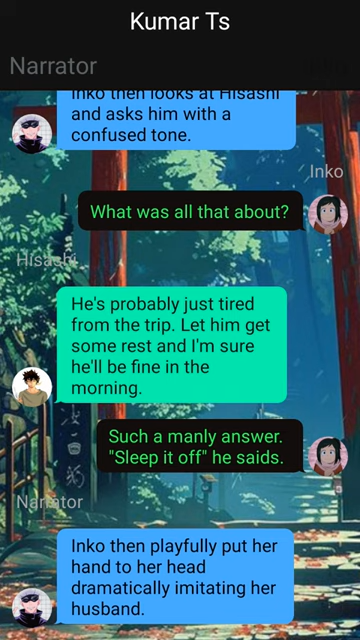 Kumar Ts
Narrator
Inko then looks at Hisashi
and asks him with a
confused tone.
Inko
What was all that about?
Hisashi
He's probably just tired
from the trip. Let him get
some rest and I'm sure
he'll be fine in the
morning.
Such a manly answer.
"Sleep it off" he saids.
Narrator
Inko then playfully put her
hand to her head
dramatically imitating her
husband.